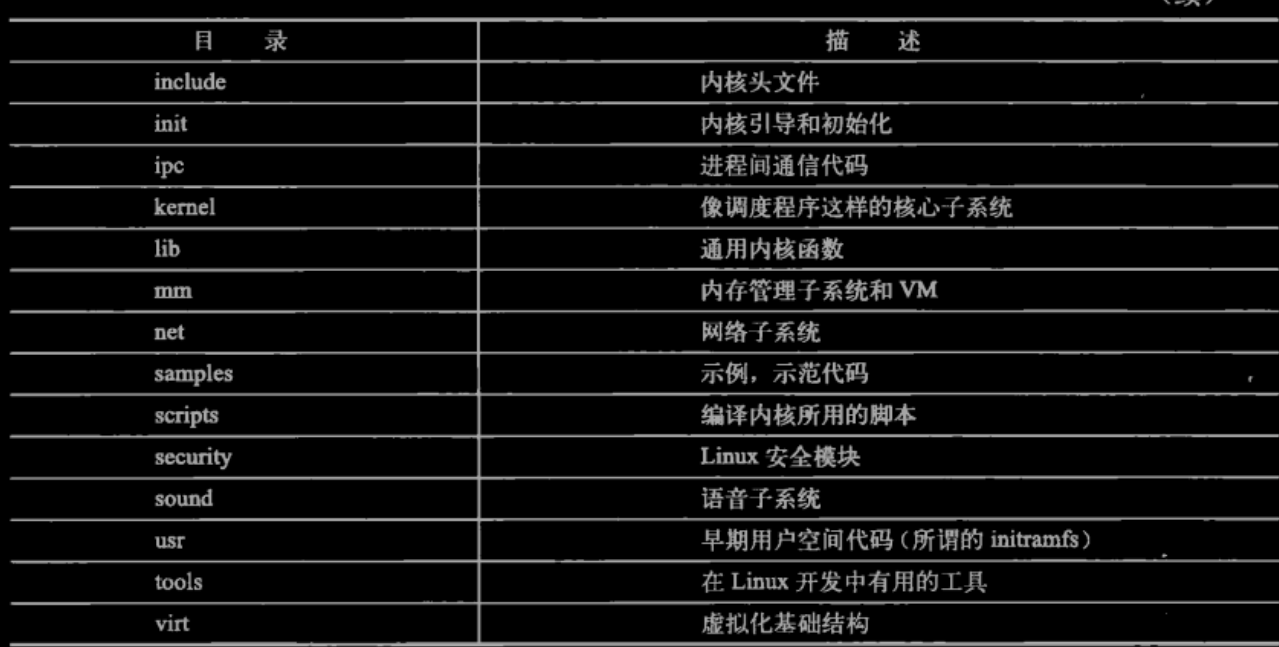 （续）
目 录 描 述
include 内核头文件
init 内核引导和初始化
ipc 进程间通信代码
kernel 像调度程序这样的核心子系统
lib 通用内核函数
mm 内存管理子系统和 VM
net 网络子系统
samples 示例，示范代码
scripts 编译内核所用的脚本
security Linux 安全模块
sound 语音子系统
usr 早期用户空间代码（所谓的 initramfs）
tools 在 Linux 开发中有用的工具
virt 虚拟化基础结构